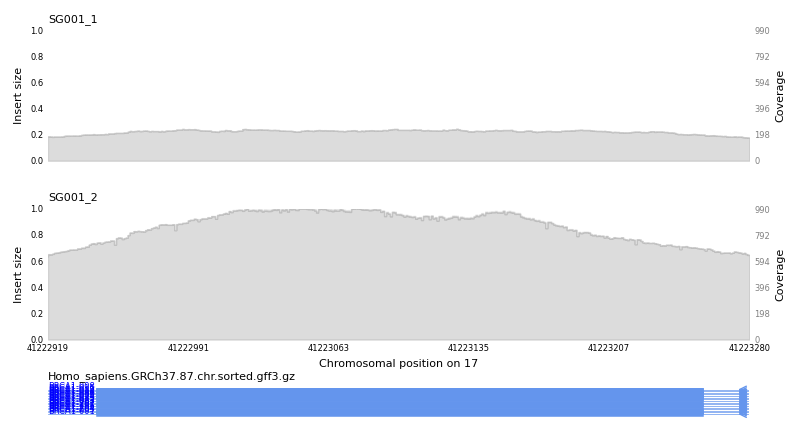 SG001_1
1.0
0.8
0.6
0.4
0.2
0.0
Insert size
990
792
594
396
198
0
Coverage
SG001_2
1.0
0.8
0.6
0.4
0.2
0.0
Insert size
990
792
594
396
198
0
Coverage
41222919 41222991 41223063 41223135 41223207 41223280
Chromosomal position on 17
Homo_sapiens.GRCh37.87.chr.sorted.gff3.gz